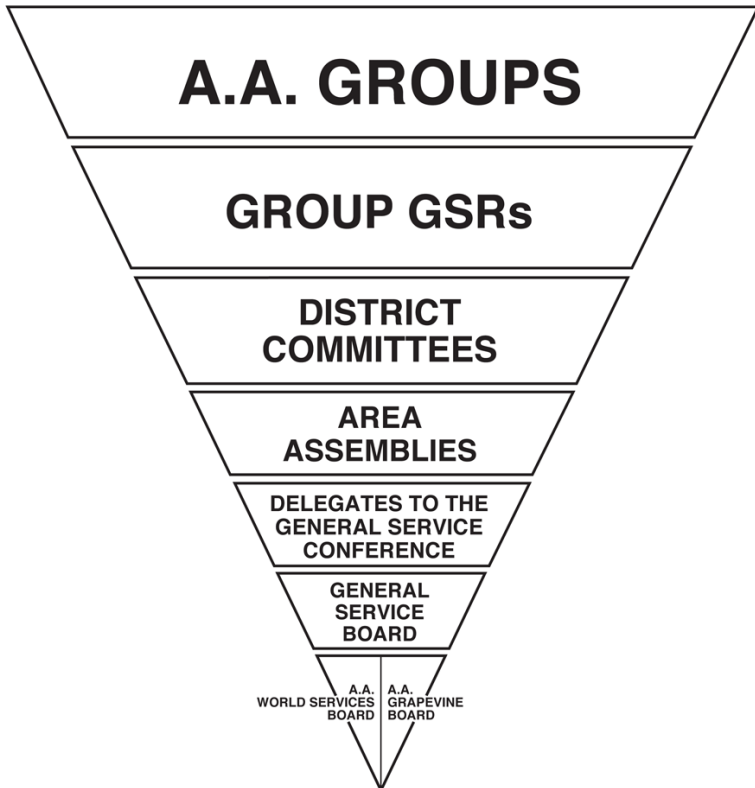 A.A. GROUPS
GROUP GSRs
DISTRICT
COMMITTEES
AREA
ASSEMBLIES
DELEGATES TO THE
GENERAL SERVICE
CONFERENCE
GENERAL
SERVICE
BOARD
A.A.
WORLD SERVICES
BOARD
A.A.
GRAPEVINE
BOARD